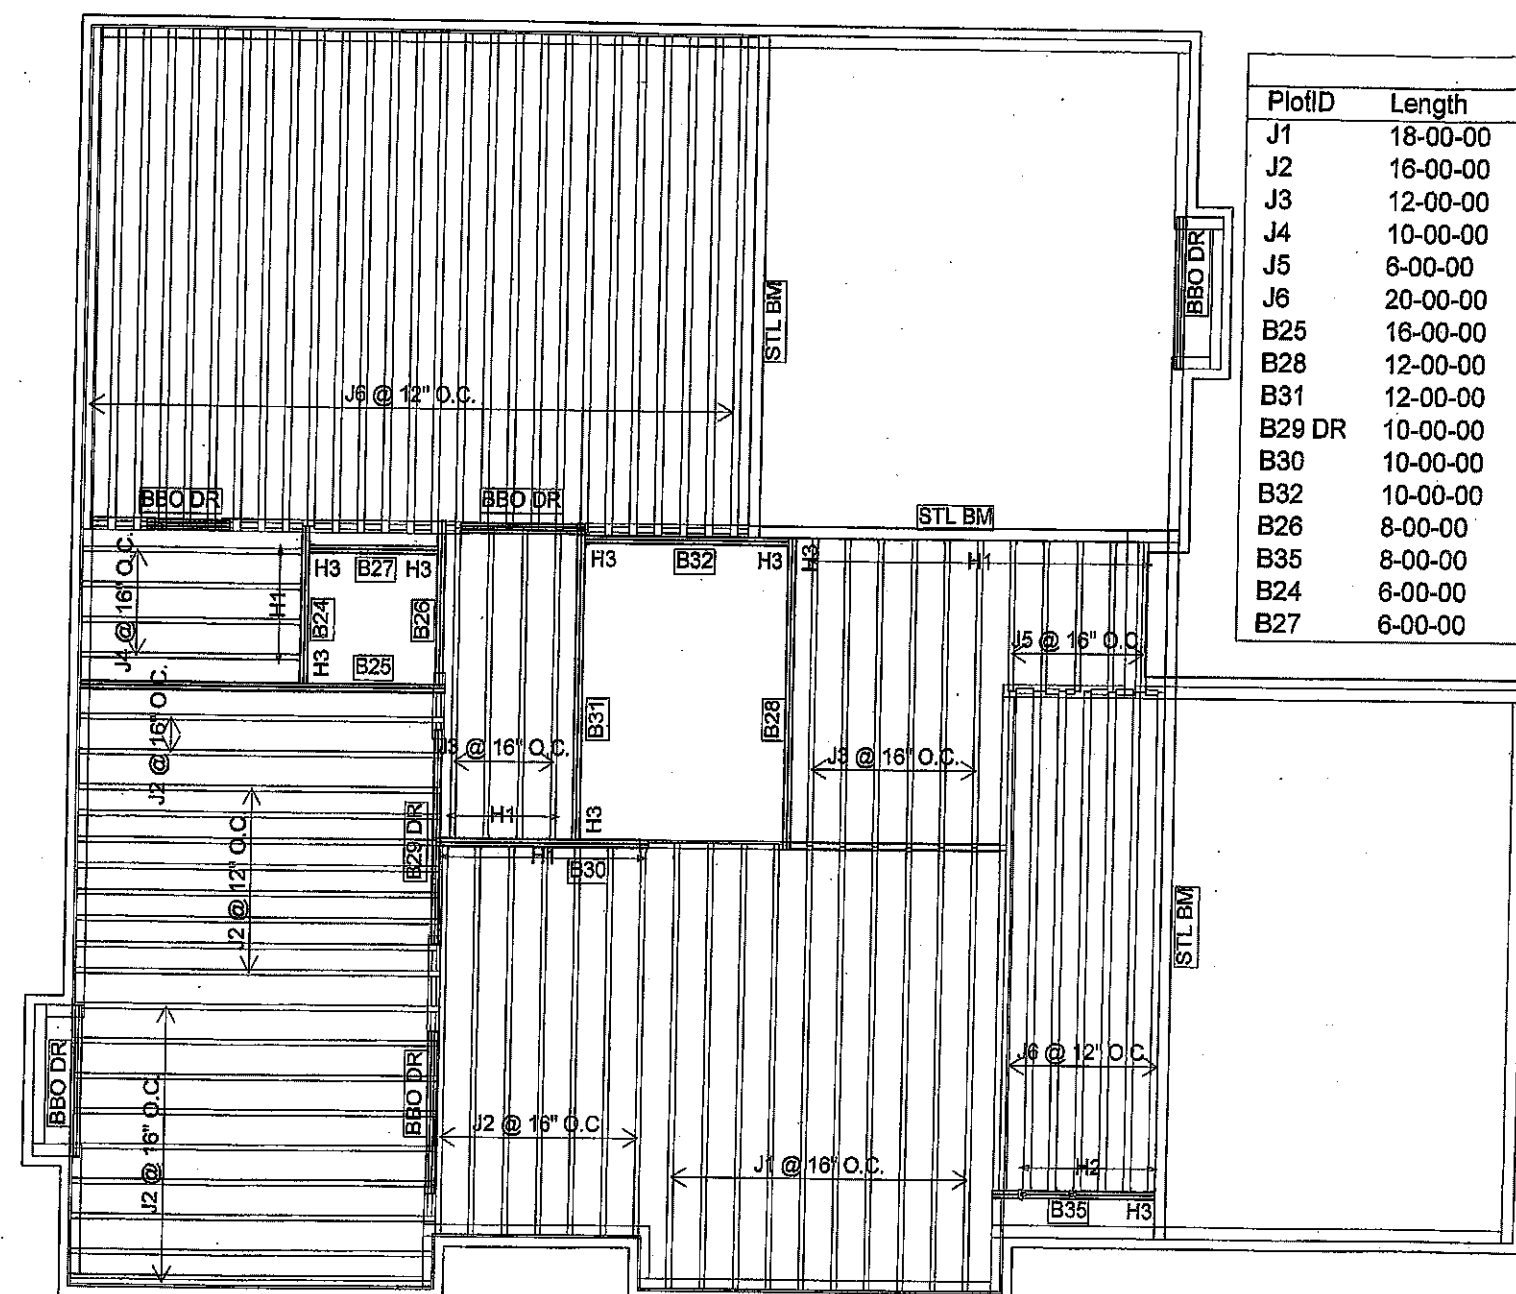 PlotID Length
J1 18-00-00
J2 16-00-00
J3 12-00-00
J4 10-00-00
J5 6-00-00
J6 20-00-00
B25 16-00-00
B28 12-00-00
B31 12-00-00
B29 DR 10-00-00
B30 10-00-00
B32 10-00-00
B26 8-00-00
B35 8-00-00
B24 6-00-00
B27 6-00-00
BBO DR
STL BM
J6 @ 12" O.C.
BBO DR
BBO DR
STL BM
H3
B27
H3
H3
B32
H3
H3
H1
J4 @ 16" O.C.
H1
B24
B26
H3
B25
J5 @ 16" O.C
J2 @ 16" O.C.
B31
B28
J3 @ 16" O.C.
J3 @ 16" O.C.
H1
H3
B29 DR
J2 @ 12" O.C
H1
B30
STL BM
BBO DR
BBO DR
J2 @ 16" O.C.
J6 @ 12" O.C
J2 @ 16" O.C
J1 @ 16" O.C.
H2
B35
H3